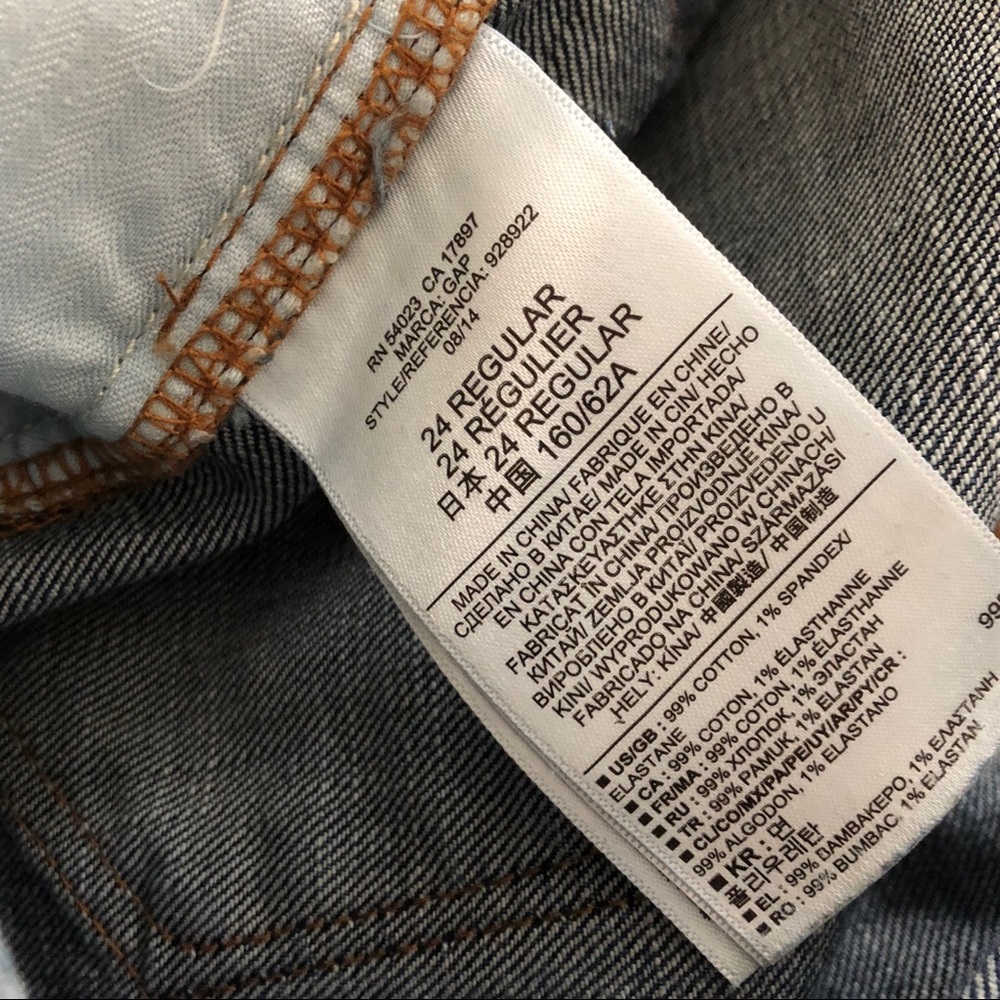 RN 54023 CA 17897
MARCA: GAP
STYLE/REFERENCIA: 928922
08/14
24 REGULAR
24 RÉGULIER
日本 24 REGULAR
中国 160/62A
MADE IN CHINA/ FABRIQUÉ EN CHINE/
СДЕЛАНО В КИТАЕ/ MADE IN CIN/ HECHO
EN CHINA CON TELA IMPORTADA/
ΚΑΤΑΣΚΕΥΑΣΤΗΚΕ ΣΤΗΝ ΚΙΝΑ/
FABRICAT IN CHINA/ ПРОИЗВЕДЕНО В
КИТАЙ/ ZEMLJA PROIZVODNJE KINA/
ВИРОБЛЕНО В КИТАЇ/ PROIZVEDENO U
KINI/ WYPRODUKOWANO W CHINACH/
FABRICADO NA CHINA/ SZÁRMAZÁSI
HELY: KÍNA/ 中國製造/ 中国制造
■ US/GB : 99% COTTON, 1% SPANDEX/
ELASTANE
■ CA : 99% COTON, 1% ÉLASTHANNE
■ FR/MA : 99% COTON, 1% ÉLASTHANNE
■ RU : 99% ХЛОПОК, 1% ЭЛАСТАН
■ TR : 99% PAMUK, 1% ELASTAN
■ CL/CO/MX/PA/PE/UY/AR/PY/CR :
99% ALGODON, 1% ELASTANO
■ KR : 면
폴리우레탄
■ EL : 99% ΒΑΜΒΑΚΕΡΟ, 1% ΕΛΑΣΤΑΝΗ
■ RO : 99% BUMBAC, 1% ELASTAN
99